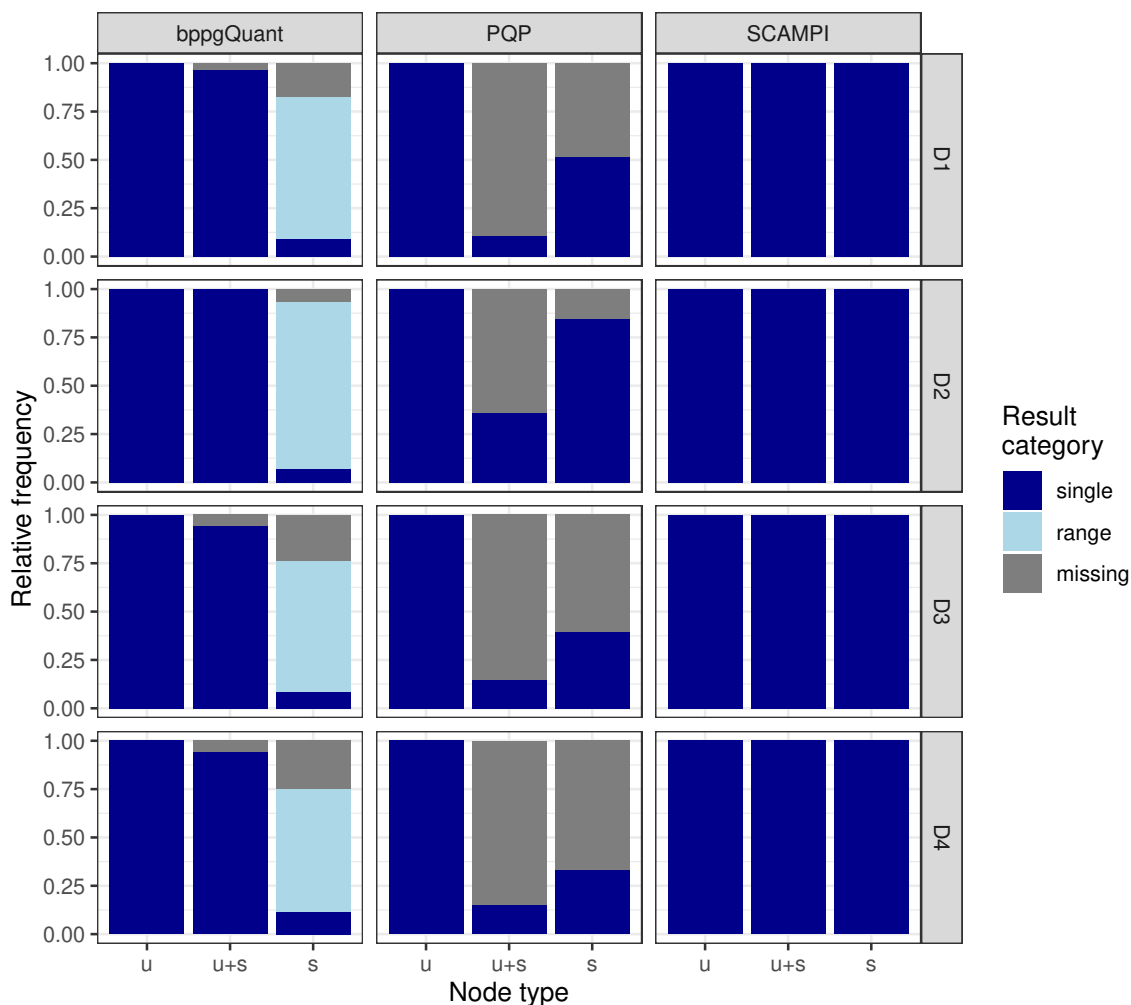 bppgQuant PQP SCAMPI
1.00
0.75
0.50
0.25
0.00
D1
1.00
0.75
0.50
0.25
0.00
D2
1.00
0.75
0.50
0.25
0.00
D3
1.00
0.75
0.50
0.25
0.00
D4
Relative frequency
u u+s s u u+s s u u+s s
Node type
Result
category
single
range
missing